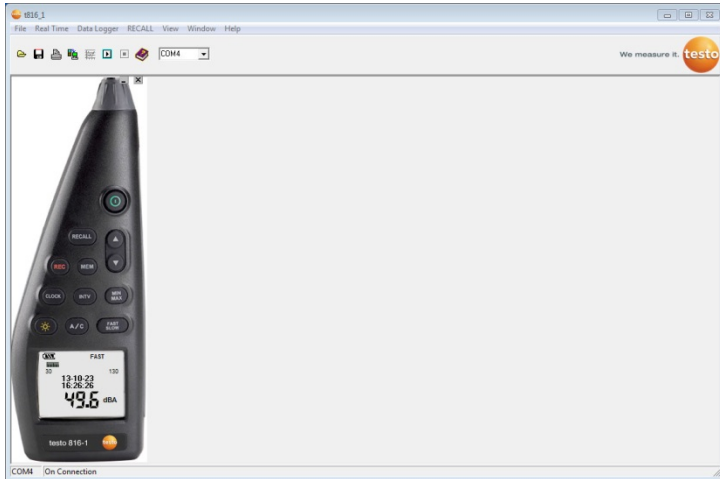 t816_1
File Real Time Data Logger RECALL View Window Help
COM4
We measure it. testo
RECALL
REC MEM
CLOCK INTV MIN MAX
A/C FAST SLOW
FAST
30 130
13-10-23
16:26:26
49.6 dBA
testo 816-1 testo
COM4 On Connection